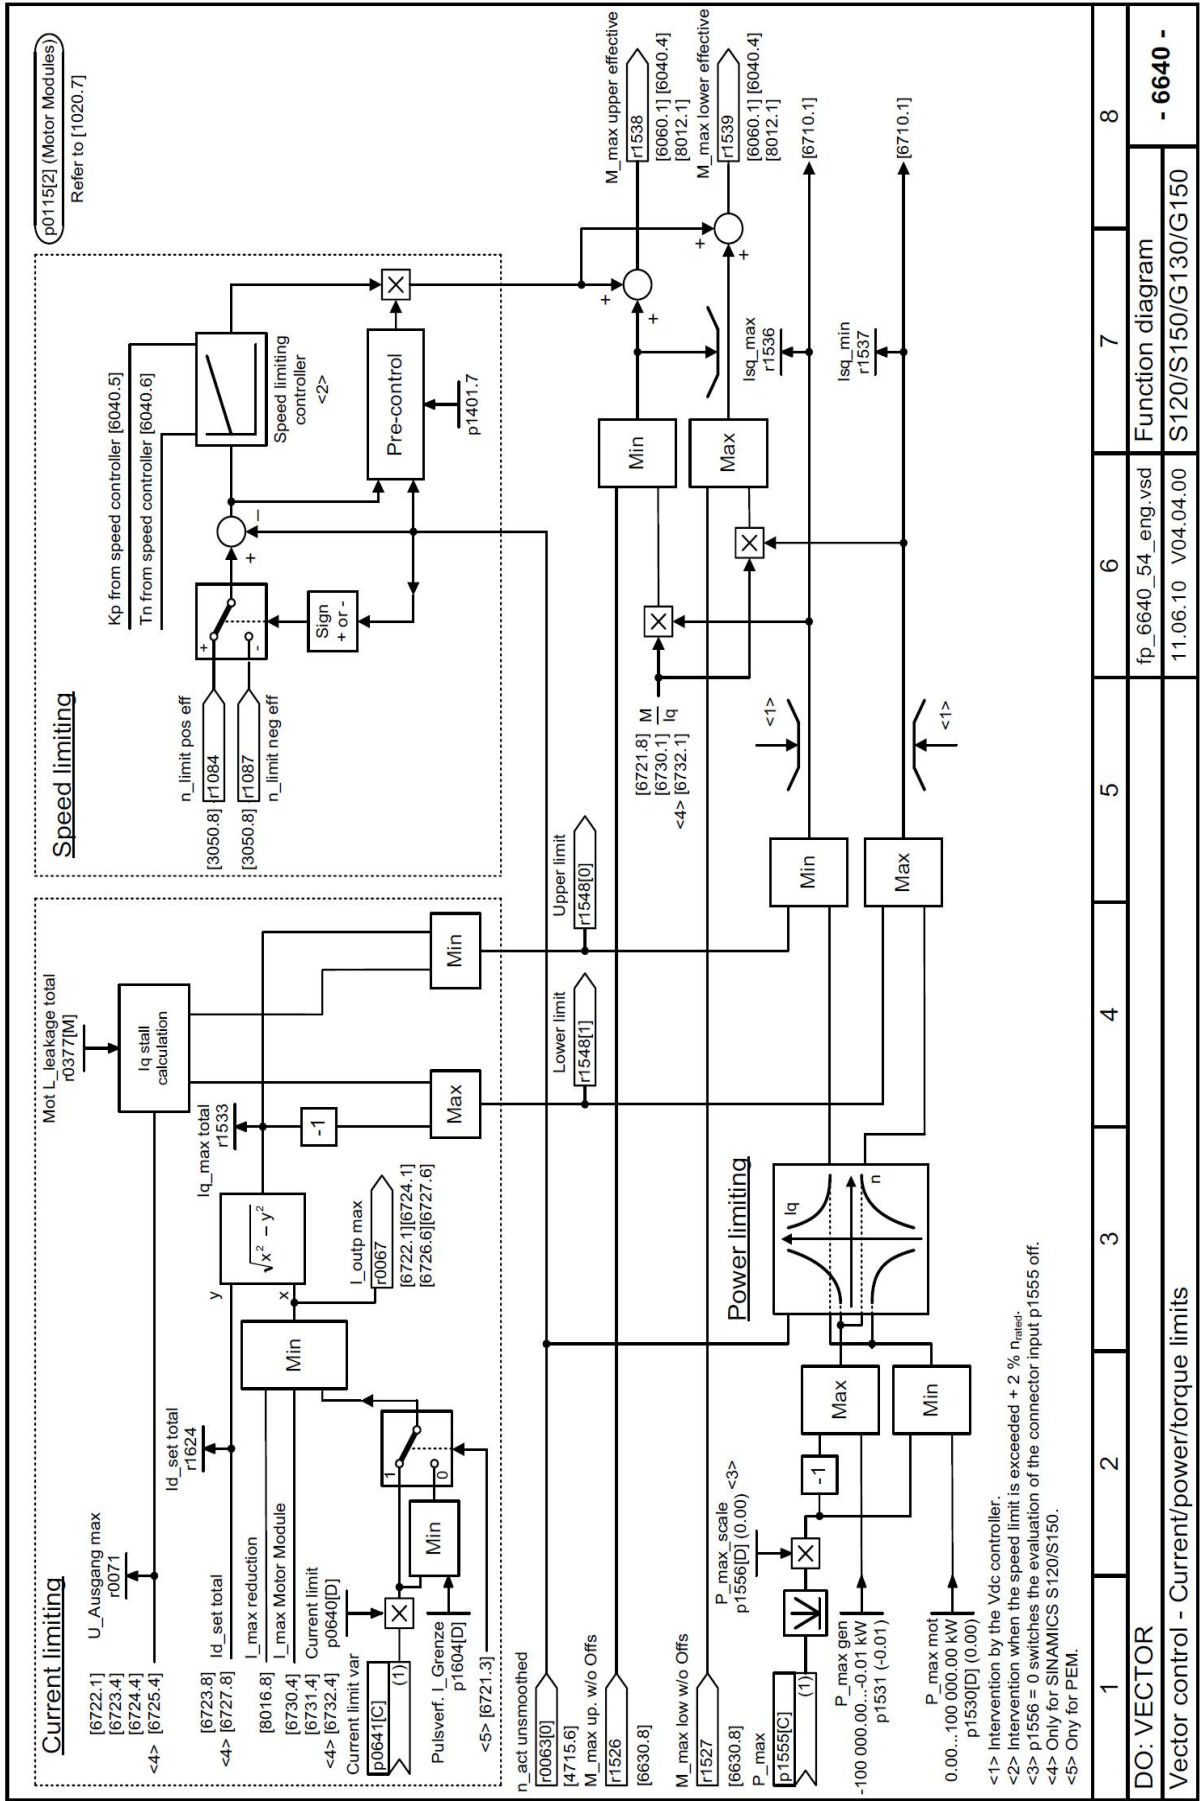 Current limiting
[6722.1]
[6723.4]
[6724.4]
<4> [6725.4]
U_Ausgang max
r0071
Mot L_leakage total
r0377[M]
Iq stall
calculation
[6723.8] Id_set total
<4> [6727.8]
Id_set total
r1624
Iq_max total
r1533
y
x
√x² – y²
-1
[8016.8] I_max reduction
[6730.4] I_max Motor Module
[6731.4]
<4> [6732.4]
Min
I_outp max
r0067
[6722.1][6724.1]
[6726.6][6727.6]
Max
Min
Current limit
p0640[D]
Current limit var
p0641[C]
(1)
Pulsverf. I_Grenze
p1604[D]
Min
1
0
<5> [6721.3]
Speed limiting
n_limit pos eff
[3050.8] r1084
[3050.8] r1087
n_limit neg eff
+
-
Sign
+ or -
+
–
Kp from speed controller [6040.5]
Tn from speed controller [6040.6]
Speed limiting
controller
<2>
Pre-control
p1401.7
p0115[2] (Motor Modules)
Refer to [1020.7]
n_act unsmoothed
r0063[0]
[4715.6]
M_max up. w/o Offs
r1526
[6630.8]
M_max low w/o Offs
r1527
[6630.8]
Lower limit
r1548[1]
Upper limit
r1548[0]
[6721.8] M
[6730.1] Iq
<4> [6732.1]
Min
Max
+
+
+
+
M_max upper effective
r1538
[6060.1] [6040.4]
[8012.1]
M_max lower effective
r1539
[6060.1] [6040.4]
[8012.1]
P_max
p1555[C]
(1)
P_max_scale
p1556[D] (0.00) <3>
-1
P_max gen
-100 000.00...-0.01 kW
p1531 (-0.01)
P_max mot
0.00...100 000.00 kW
p1530[D] (0.00)
Max
Min
Power limiting
Iq
n
Min
Max
<1>
<1>
Isq_max
r1536
[6710.1]
Isq_min
r1537
[6710.1]
<1> Intervention by the Vdc controller.
<2> Intervention when the speed limit is exceeded + 2 % nrated.
<3> p1556 = 0 switches the evaluation of the connector input p1555 off.
<4> Only for SINAMICS S120/S150.
<5> Only for PEM.
1 2 3 4 5 6 7 8
DO: VECTOR fp_6640_54_eng.vsd Function diagram - 6640 -
Vector control - Current/power/torque limits 11.06.10 V04.04.00 S120/S150/G130/G150